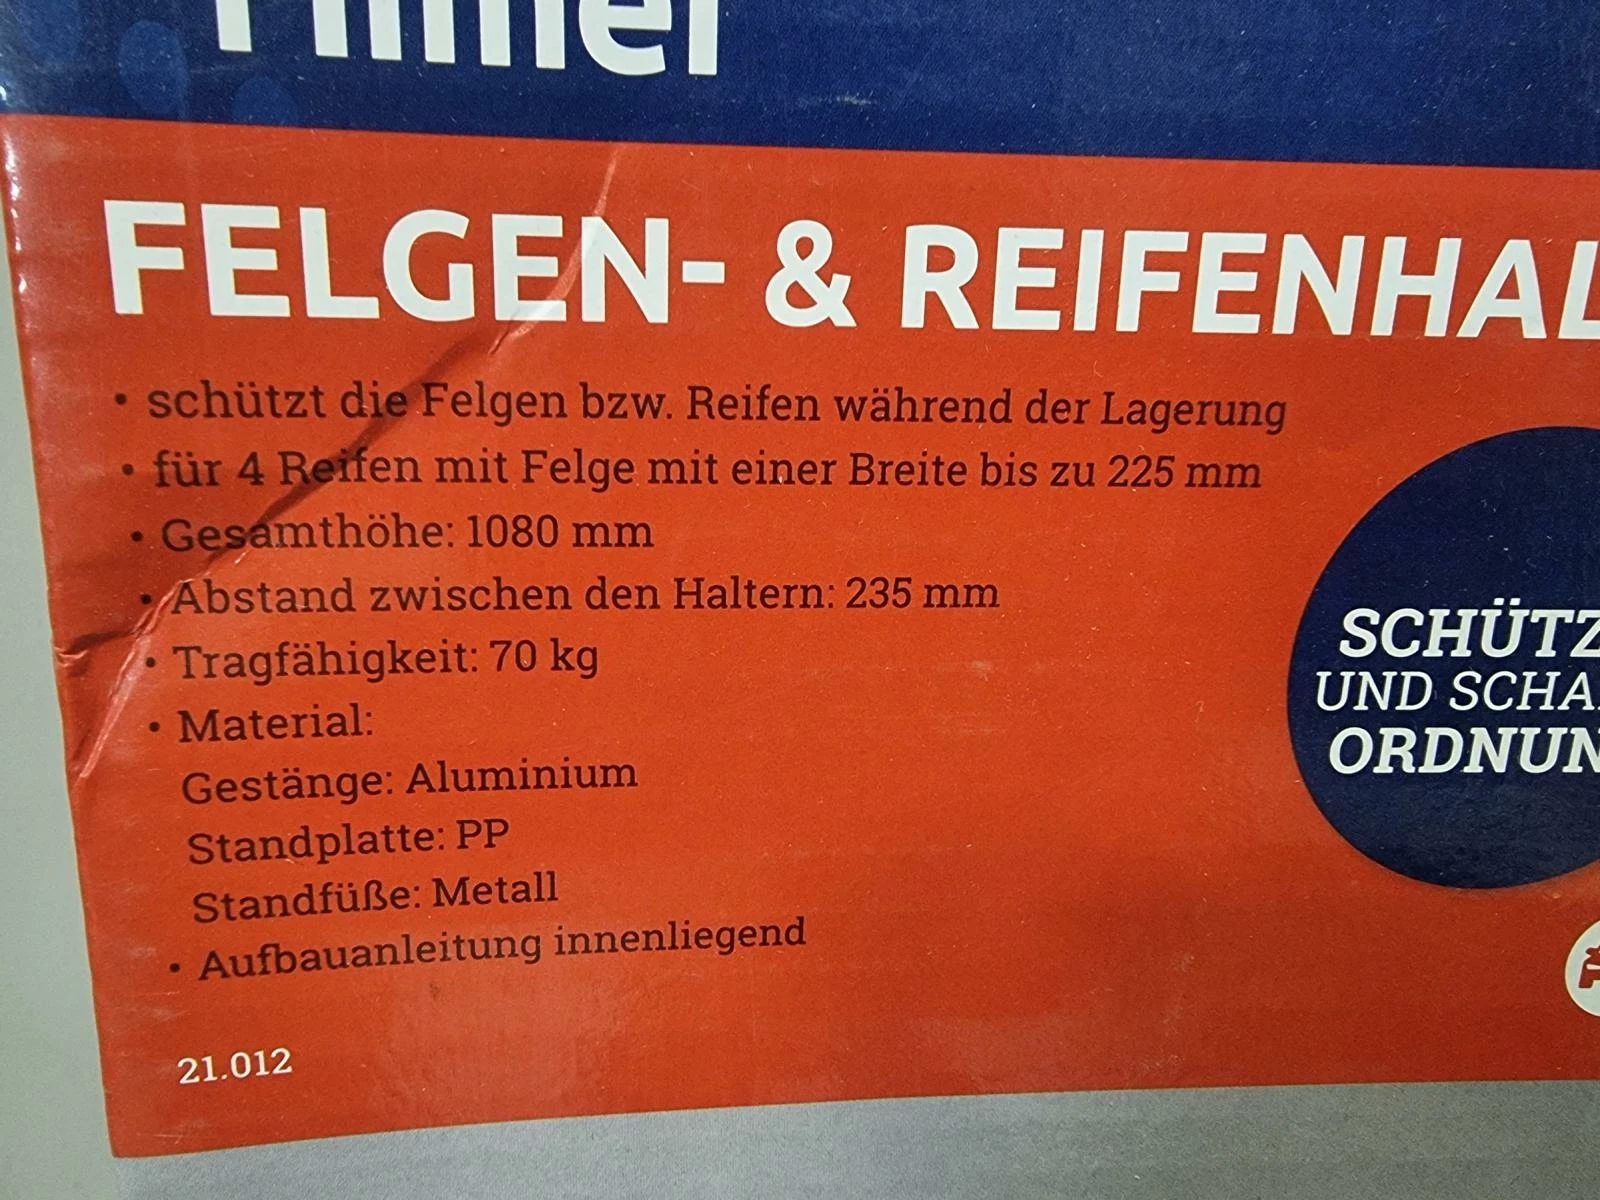 FELGEN- & REIFENHAL
• schützt die Felgen bzw. Reifen während der Lagerung
• für 4 Reifen mit Felge mit einer Breite bis zu 225 mm
• Gesamthöhe: 1080 mm
• Abstand zwischen den Haltern: 235 mm
• Tragfähigkeit: 70 kg
• Material:
Gestänge: Aluminium
Standplatte: PP
Standfüße: Metall
• Aufbauanleitung innenliegend
SCHÜTZ
UND SCHA
ORDNUN
21.012